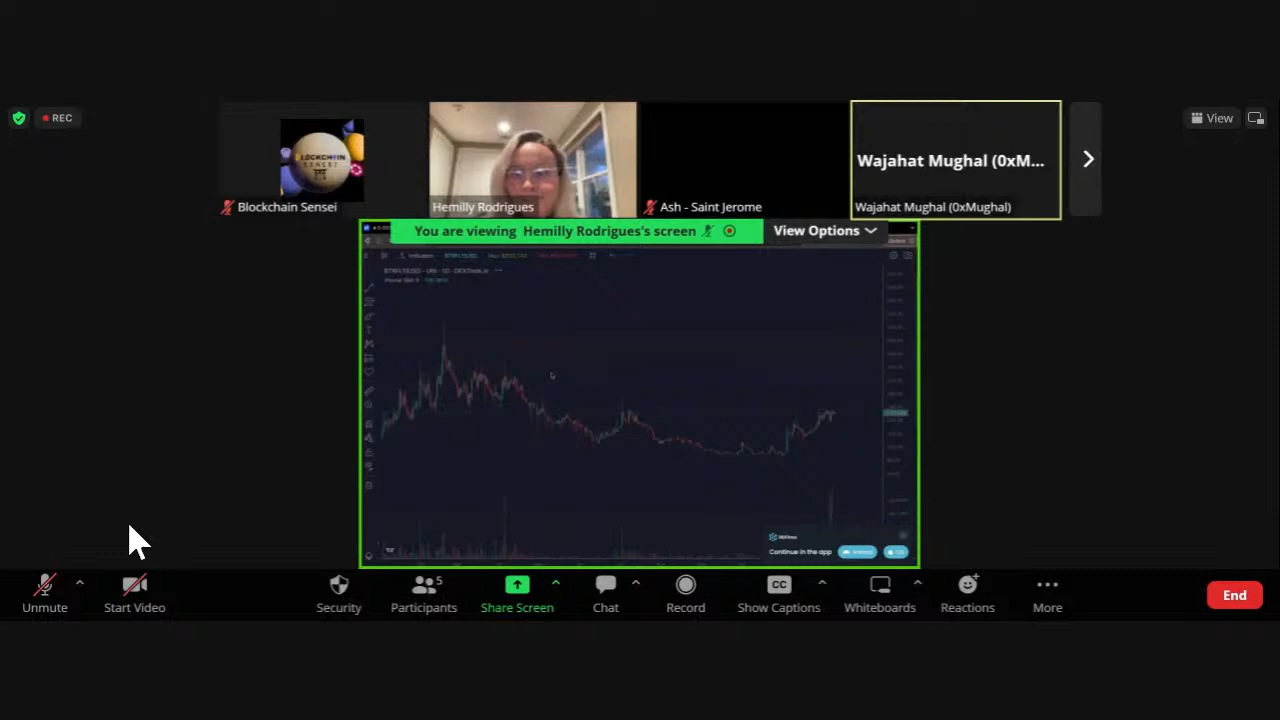 REC
View
BLOCKCHAIN
Blockchain Sensei
Hemilly Rodrigues
Ash - Saint Jerome
Wajahat Mughal (0xM...
Wajahat Mughal (0xMughal)
You are viewing Hemilly Rodrigues's screen
View Options
Continue in the app
Unmute
Start Video
Security
5
Participants
Share Screen
Chat
Record
CC
Show Captions
Whiteboards
Reactions
More
End